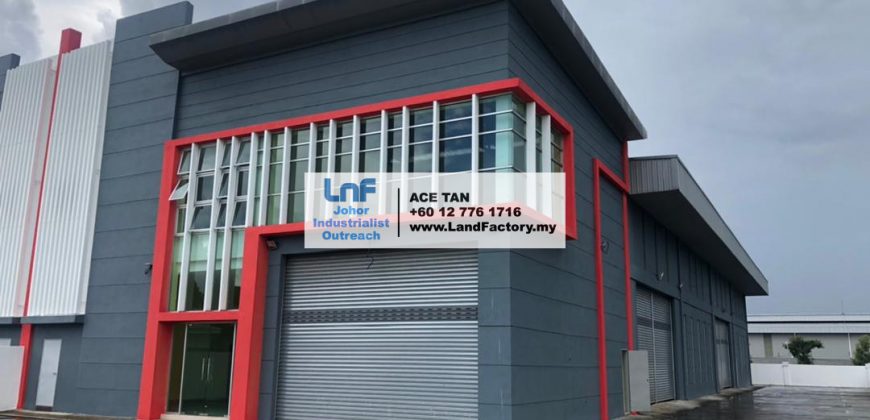 LnF
Johor
Industrialist
Outreach
ACE TAN
+60 12 776 1716
www.LandFactory.my